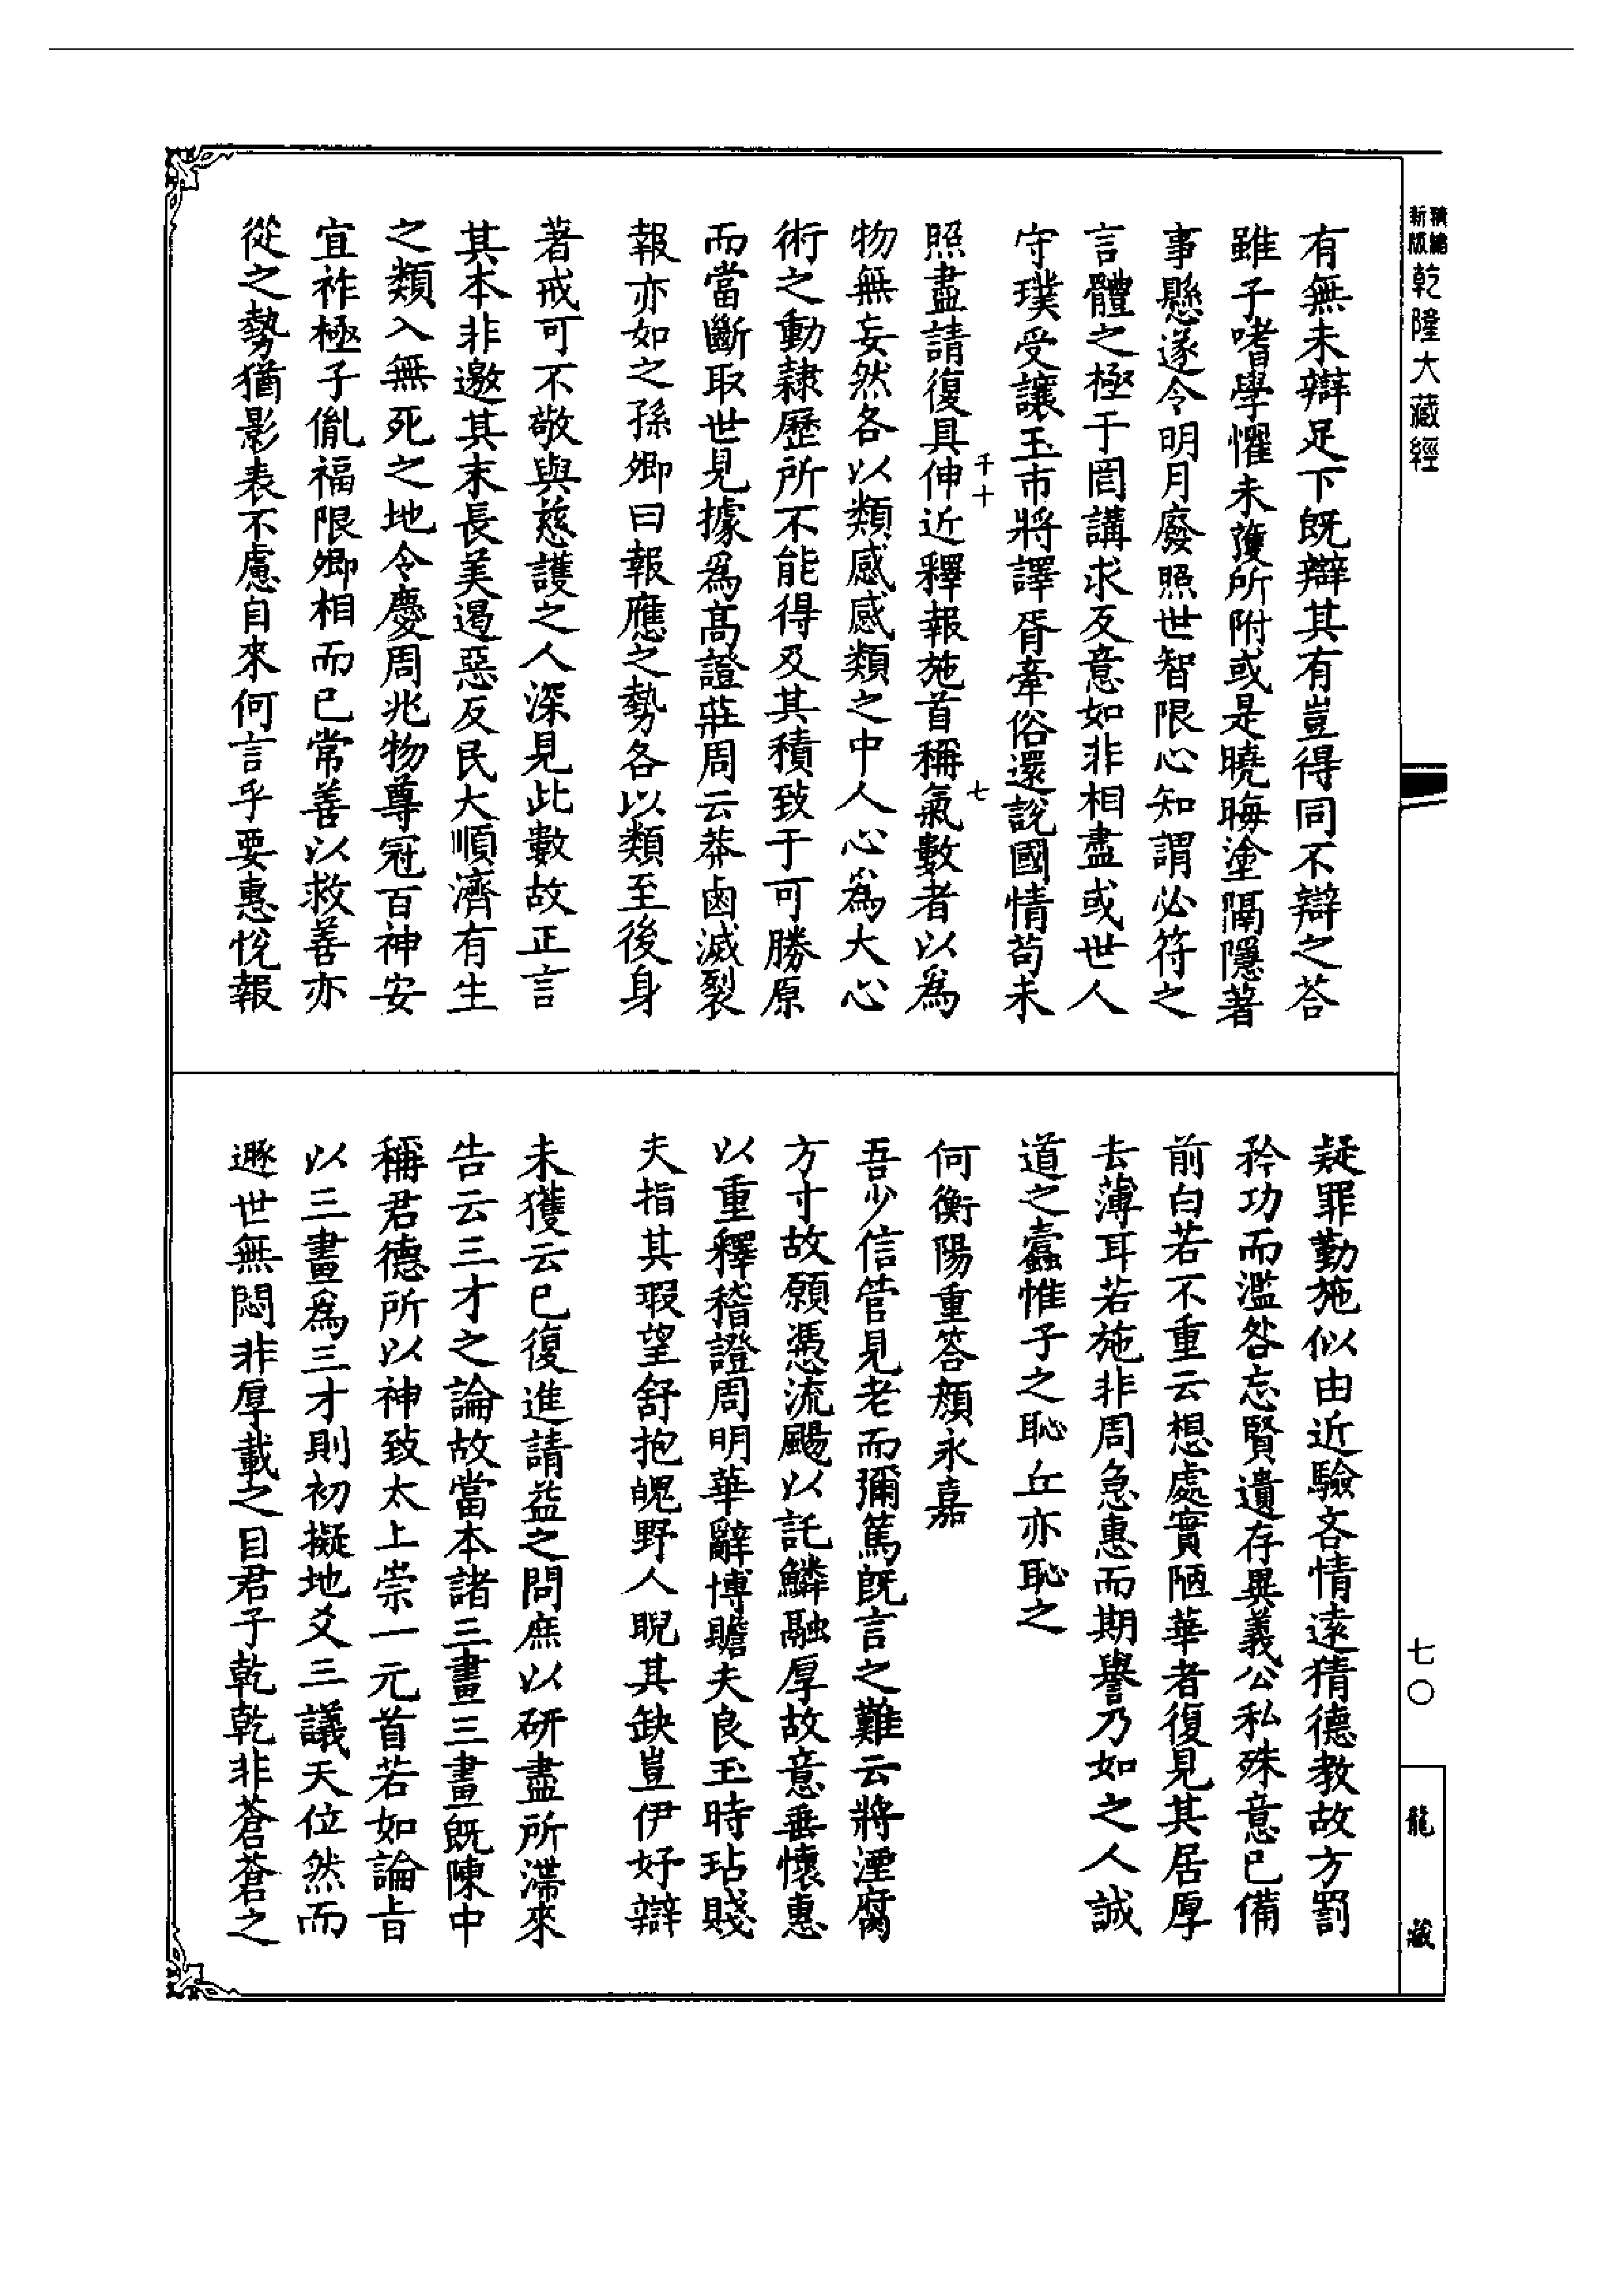 精繪新版乾隆大藏經
有無未辯足下既辯其有豈得同不辯之荅
雖子嗜學懼未獲所附或是曉晦塗隔隱著
事懸遂令明月廢照世智限心知謂必符之
言體之極于罔講求反意如非相盡或世人
守璞受讓玉市將譯胥牽俗還説國情苟未
照盡請復具伸近釋報施首稱氣數者以爲
千十
七
物無妄然各以類感感類之中人心爲大心
術之動隷歷所不能得及其積致于可勝原
而當斷取世見據爲高證莊周云莽鹵滅裂
報亦如之孫卿曰報應之勢各以類至後身
著戒可不敬與慈護之人深見此數故正言
其本非邀其末長美遏惡反民大順濟有生
之類入無死之地令慶周兆物尊冠百神安
宜祚極子胤福限卿相而已常善以救善亦
從之勢猶影表不慮自來何言乎要惠悅報
疑罪勤施似由近驗吝情遠猜德教故方罰
矜功而濫咎忘賢遺存異義公私殊意已備
前白若不重云想處實陋華者復見其居厚
去薄耳若施非周急惠而期譽乃如之人誠
道之蠹惟子之恥丘亦恥之
何衡陽重答顏永嘉
吾少信管見老而彌篤既言之難云將湮腐
方寸故願憑流颺以託鱗融厚故意垂懷惠
以重釋稽證周明華辭博贍夫良玉時玷賤
夫指其瑕望舒抱魄野人睨其缺豈伊好辯
未獲云已復進請益之問庶以研盡所滯來
告云三才之論故當本諸三畫三畫既陳中
稱君德所以神致太上崇一元首若如論旨
以三畫爲三才則初擬地爻三議天位然而
遯世無悶非厚載之目君子乾乾非蒼蒼之
七〇
龍藏